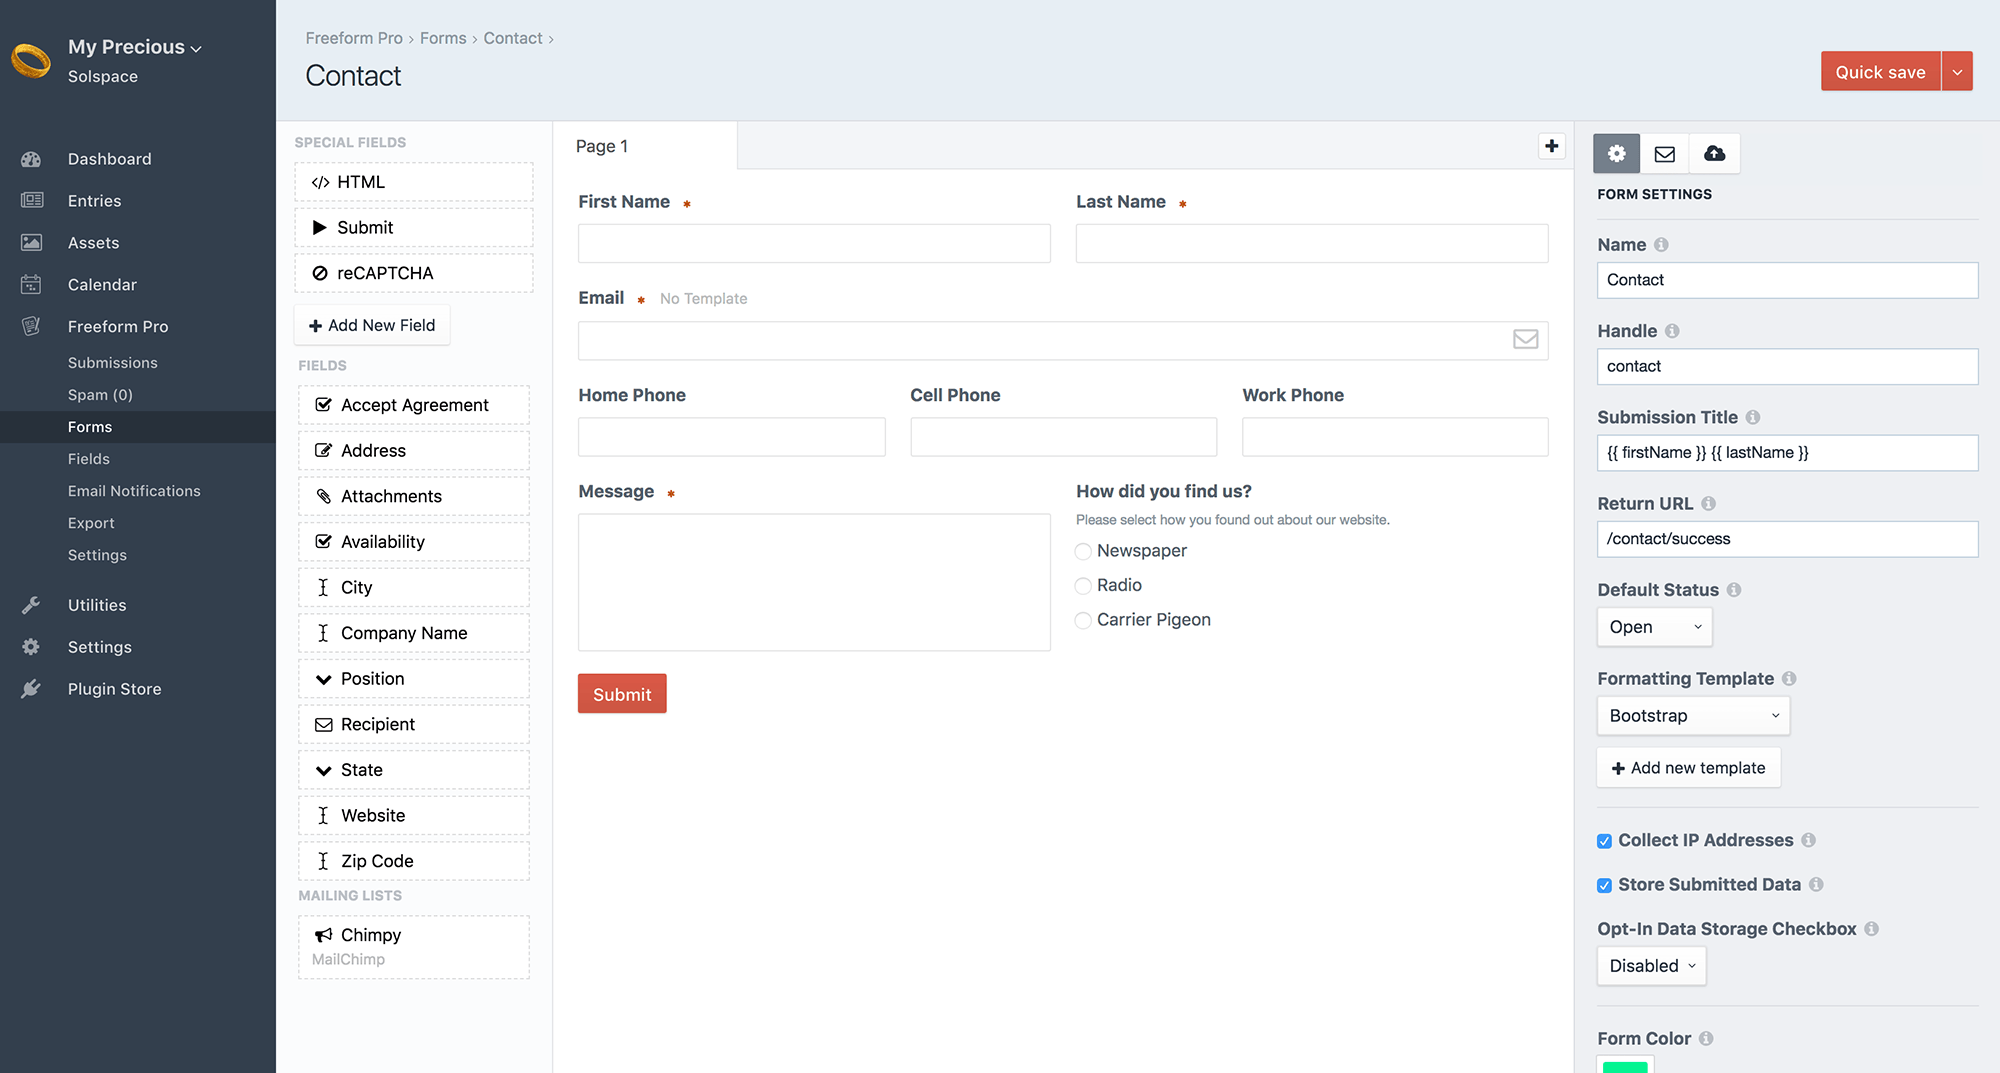 My Precious
Solspace
Dashboard
Entries
Assets
Calendar
Freeform Pro
Submissions
Spam (0)
Forms
Fields
Email Notifications
Export
Settings
Utilities
Settings
Plugin Store
Freeform Pro › Forms › Contact ›
Contact
Quick save
SPECIAL FIELDS
</> HTML
Submit
reCAPTCHA
+ Add New Field
FIELDS
Accept Agreement
Address
Attachments
Availability
City
Company Name
Position
Recipient
State
Website
Zip Code
MAILING LISTS
Chimpy
MailChimp
Page 1
+
First Name *
Last Name *
Email * No Template
Home Phone
Cell Phone
Work Phone
Message *
How did you find us?
Please select how you found out about our website.
Newspaper
Radio
Carrier Pigeon
Submit
FORM SETTINGS
Name
Contact
Handle
contact
Submission Title
{{ firstName }} {{ lastName }}
Return URL
/contact/success
Default Status
Open
Formatting Template
Bootstrap
+ Add new template
Collect IP Addresses
Store Submitted Data
Opt-In Data Storage Checkbox
Disabled
Form Color